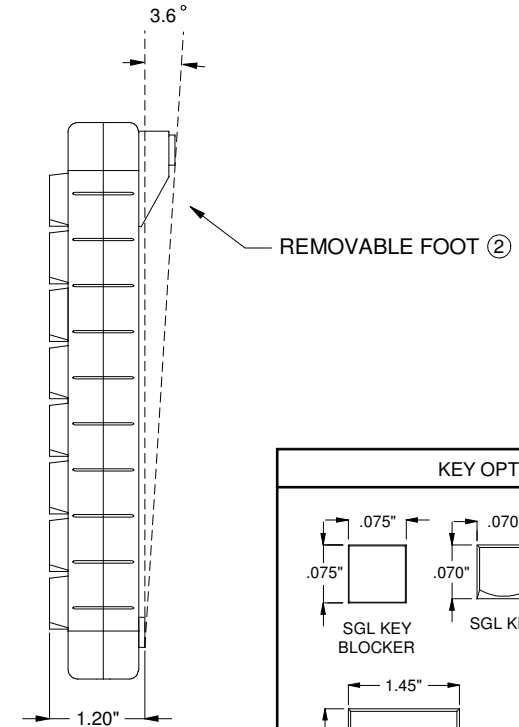 3.6°
REMOVABLE FOOT ②
KEY OPT
.075"
.070
.075"
.070"
SGL KEY
BLOCKER
SGL K
1.45"
1.20"